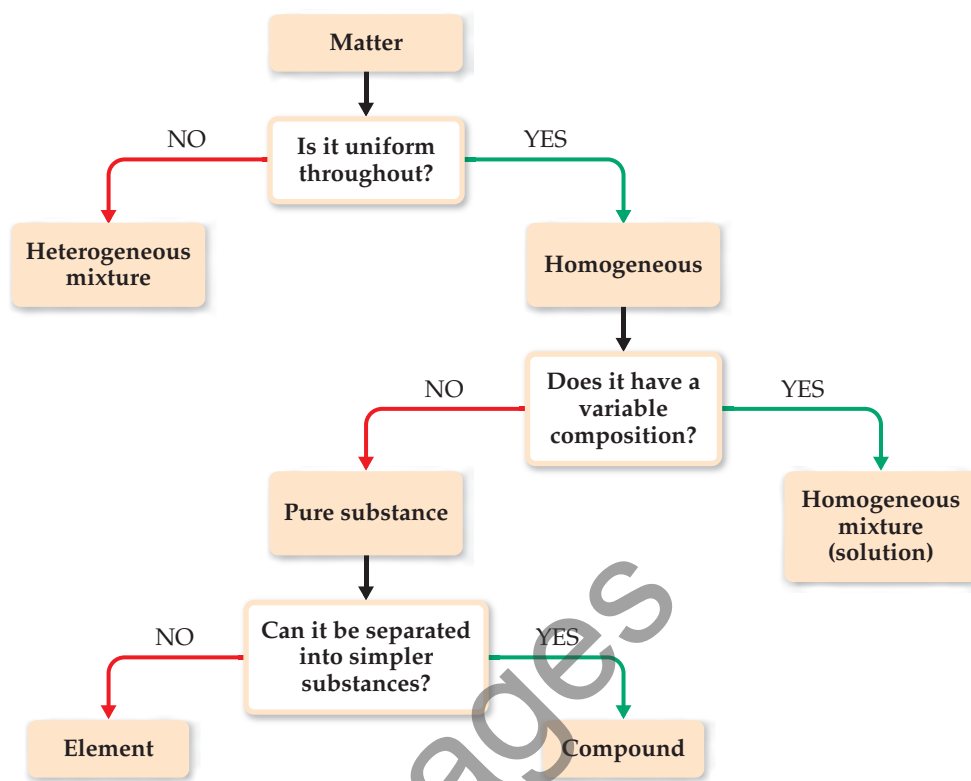 Matter
NO
Is it uniform
throughout?
YES
Heterogeneous
mixture
Homogeneous
NO
Does it have a
variable
composition?
YES
Pure substance
Homogeneous
mixture
(solution)
NO
Can it be separated
into simpler
substances?
YES
Element
Compound
ages